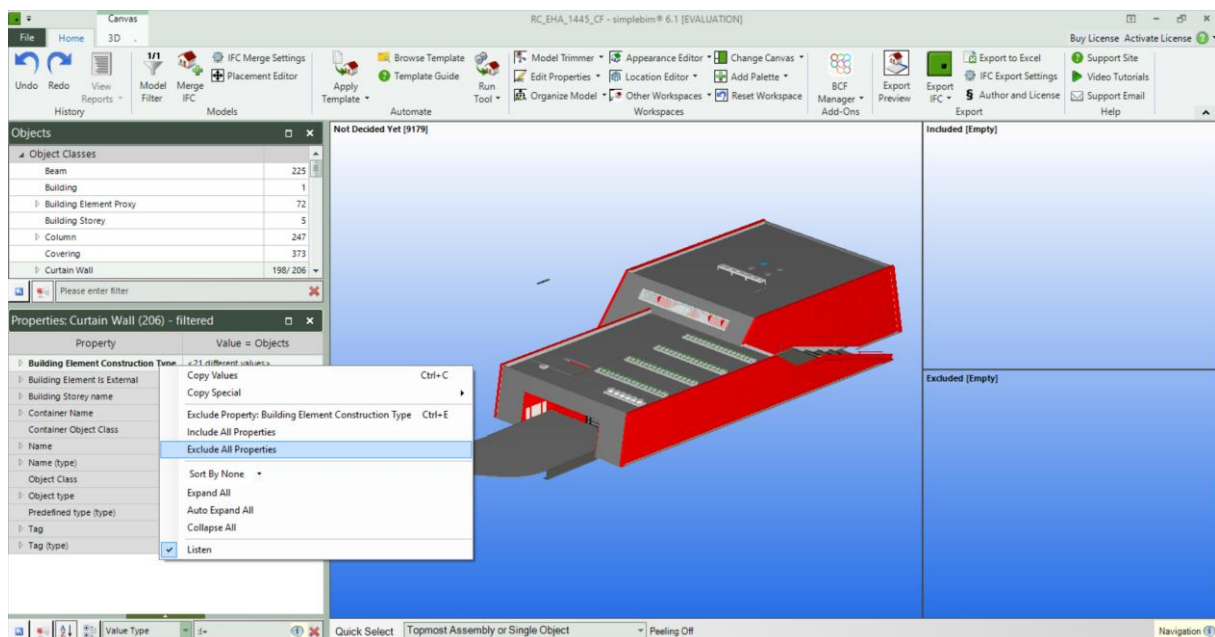 Canvas
RC_EHA_1445_CF - simplebim® 6.1 [EVALUATION]
File Home 3D
Buy License Activate License
Undo Redo View Reports
History
1/1
Model Filter
Merge IFC
IFC Merge Settings
Placement Editor
Models
Apply Template
Browse Template
Template Guide
Run Tool
Automate
Model Trimmer Appearance Editor Change Canvas
Edit Properties Location Editor Add Palette
Organize Model Other Workspaces Reset Workspace
Workspaces
BCF Manager
Add-Ons
Export Preview
Export IFC
Export to Excel
IFC Export Settings
Author and License
Export
Support Site
Video Tutorials
Support Email
Help
Objects
Object Classes
Beam 225
Building 1
Building Element Proxy 72
Building Storey 5
Column 247
Covering 373
Curtain Wall 198/ 206
Please enter filter
Properties: Curtain Wall (206) - filtered
Property Value = Objects
Building Element Construction Type <21 different values>
Building Element Is External
Building Storey name
Container Name
Container Object Class
Name
Name (type)
Object Class
Object type
Predefined type (type)
Tag
Tag (type)
Copy Values Ctrl+C
Copy Special
Exclude Property: Building Element Construction Type Ctrl+E
Include All Properties
Exclude All Properties
Sort By None
Expand All
Auto Expand All
Collapse All
Listen
Value Type
Not Decided Yet [9179]
Included [Empty]
Excluded [Empty]
Quick Select Topmost Assembly or Single Object Peeling Off
Navigation